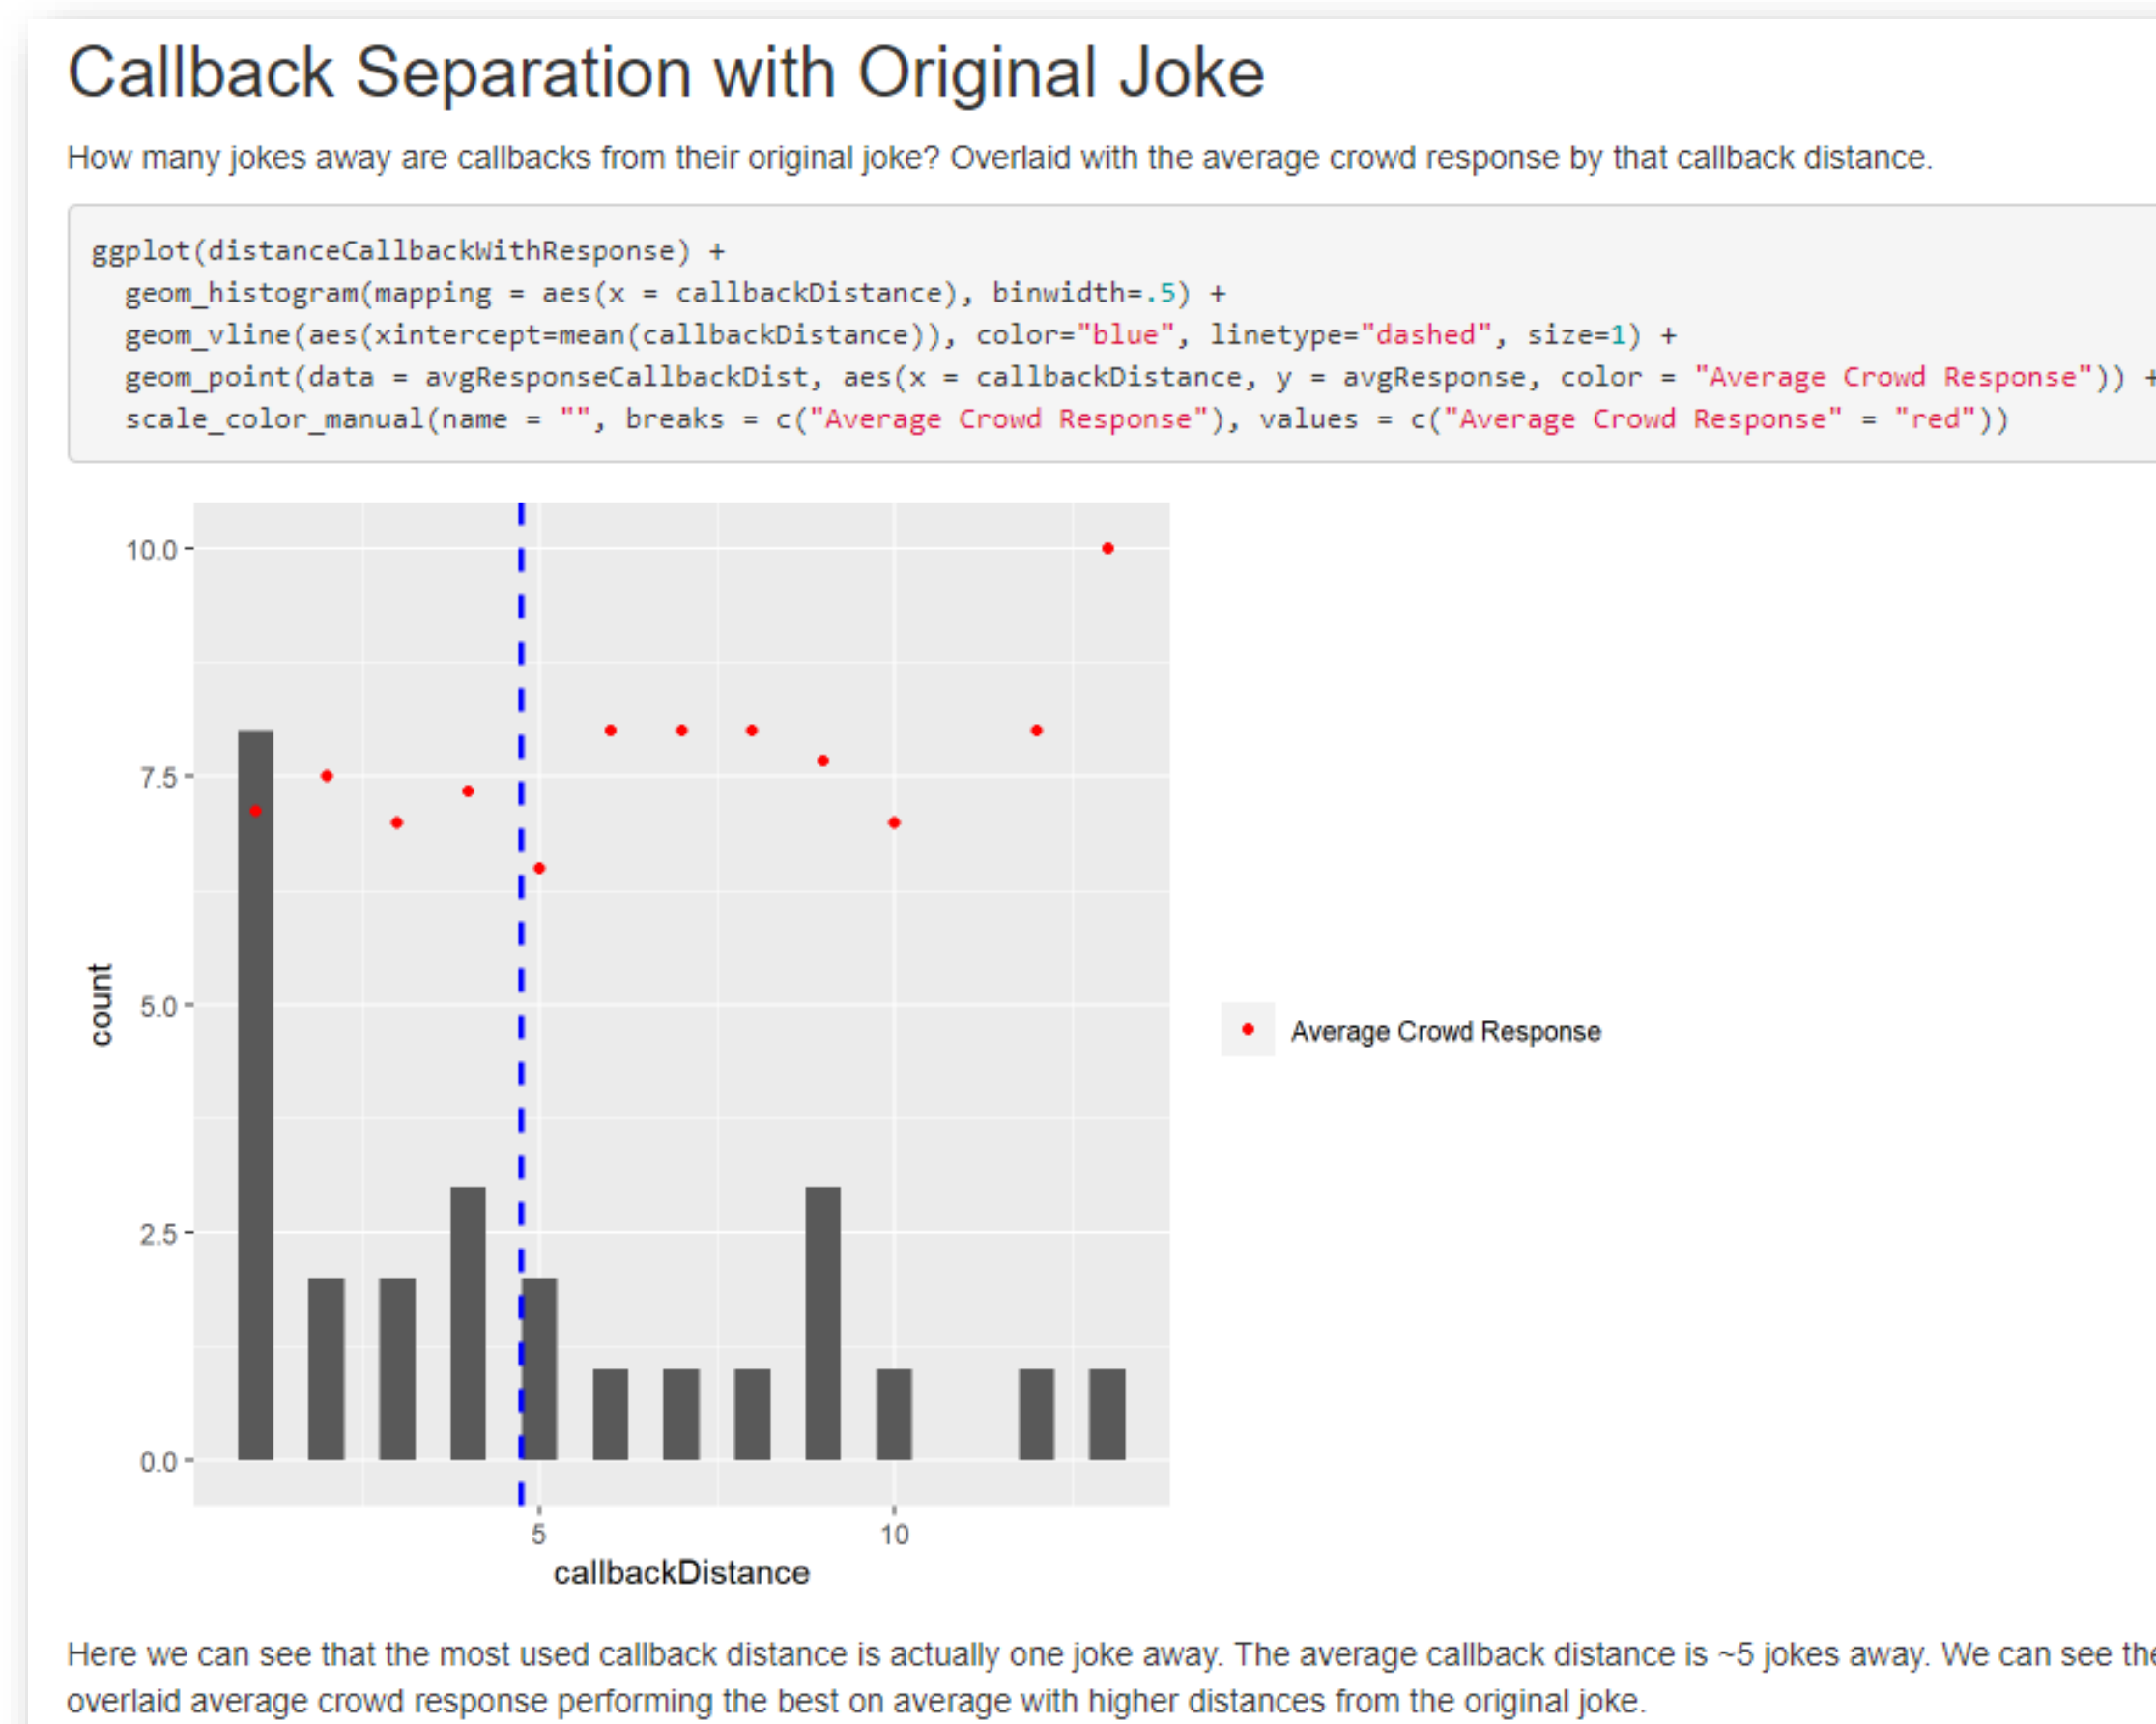 Callback Separation with Original Joke
How many jokes away are callbacks from their original joke? Overlaid with the average crowd response by that callback distance.
ggplot(distanceCallbackWithResponse) +
  geom_histogram(mapping = aes(x = callbackDistance), binwidth=.5) +
  geom_vline(aes(xintercept=mean(callbackDistance)), color="blue", linetype="dashed", size=1) +
  geom_point(data = avgResponseCallbackDist, aes(x = callbackDistance, y = avgResponse, color = "Average Crowd Response")) +
  scale_color_manual(name = "", breaks = c("Average Crowd Response"), values = c("Average Crowd Response" = "red"))
10.0
7.5
5.0
2.5
0.0
count
5 10
callbackDistance
Average Crowd Response
Here we can see that the most used callback distance is actually one joke away. The average callback distance is ~5 jokes away. We can see the
overlaid average crowd response performing the best on average with higher distances from the original joke.